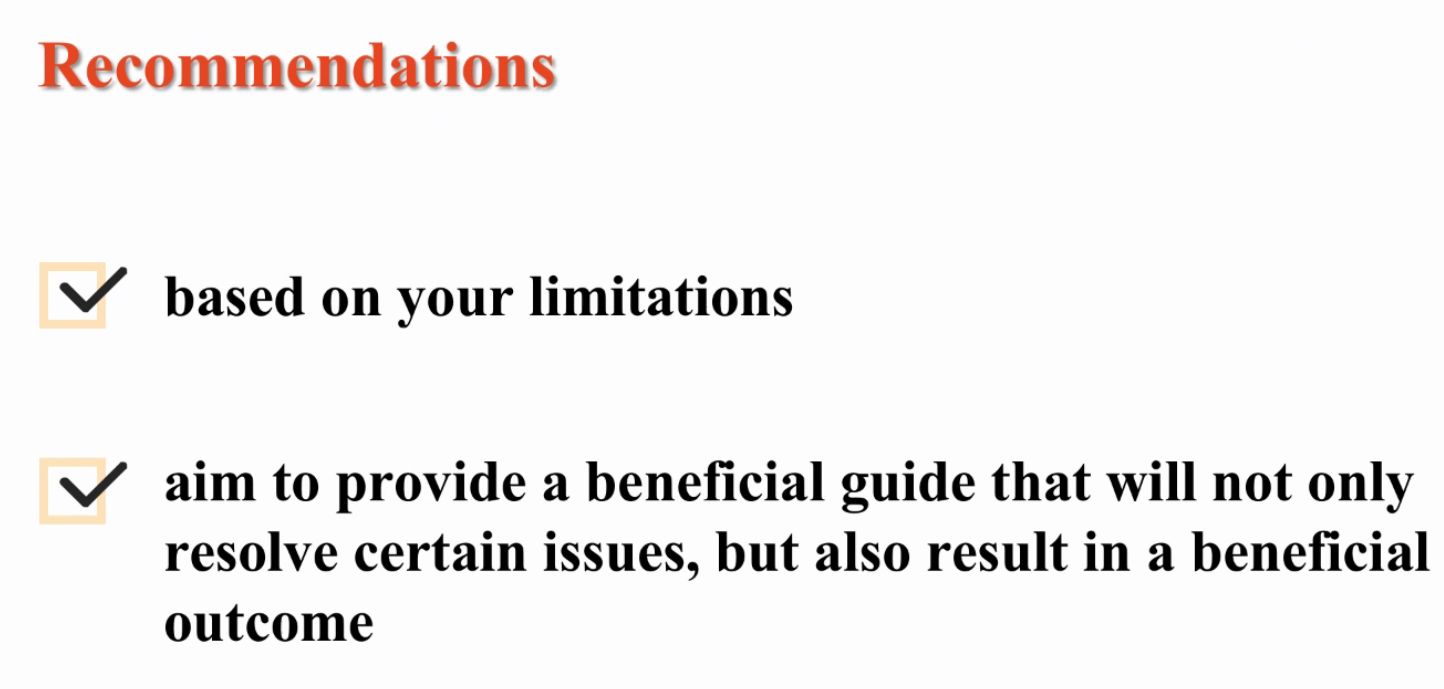 Recommendations
based on your limitations
aim to provide a beneficial guide that will not only
resolve certain issues, but also result in a beneficial
outcome